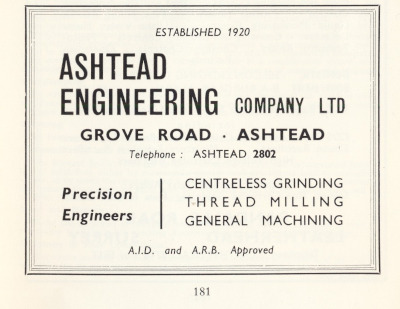 ESTABLISHED 1920
ASHTEAD
ENGINEERING COMPANY LTD
GROVE ROAD · ASHTEAD
Telephone : ASHTEAD 2802
Precision
Engineers
CENTRELESS GRINDING
THREAD MILLING
GENERAL MACHINING
A.I.D. and A.R.B. Approved
181